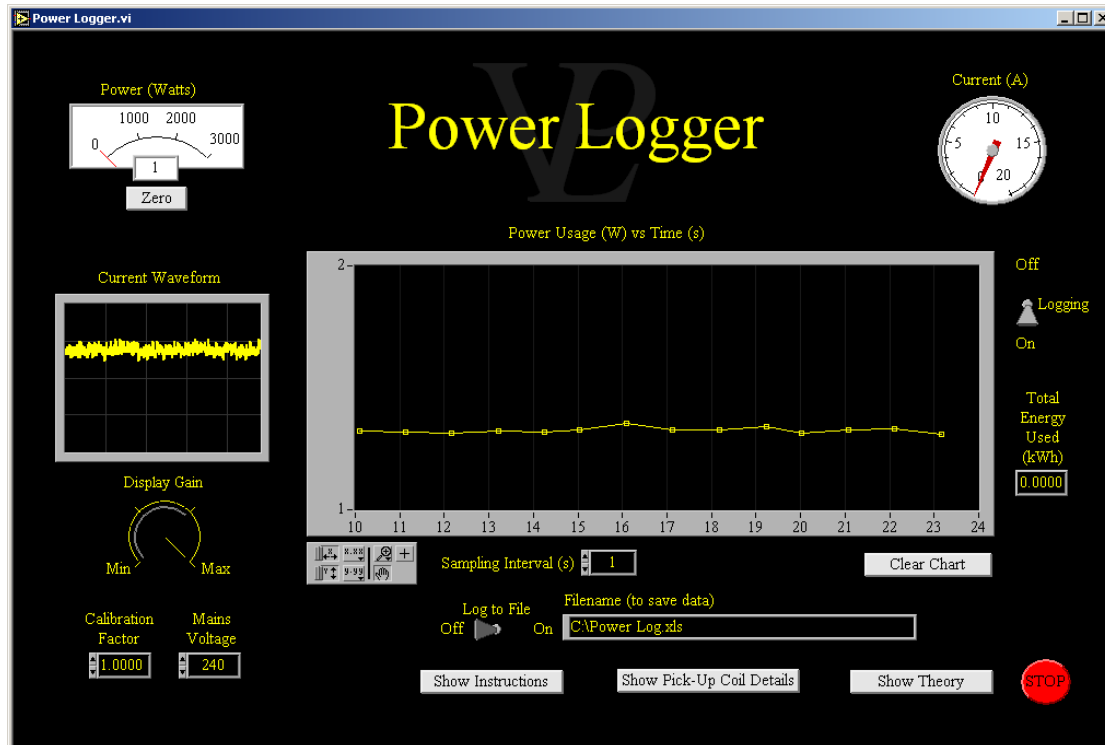 Power Logger.vi
Power (Watts)
0 1000 2000 3000
1
Zero
VPL
Power Logger
Current (A)
0 5 10 15 20
Power Usage (W) vs Time (s)
Current Waveform
2
1
10 11 12 13 14 15 16 17 18 19 20 21 22 23 24
Off
Logging
On
Total
Energy
Used
(kWh)
0.0000
Display Gain
Min Max
X X.XX
Y Y.YY
Sampling Interval (s) 1
Clear Chart
Log to File
Off On
Filename (to save data)
C:\Power Log.xls
Calibration
Factor
1.0000
Mains
Voltage
240
Show Instructions
Show Pick-Up Coil Details
Show Theory
STOP